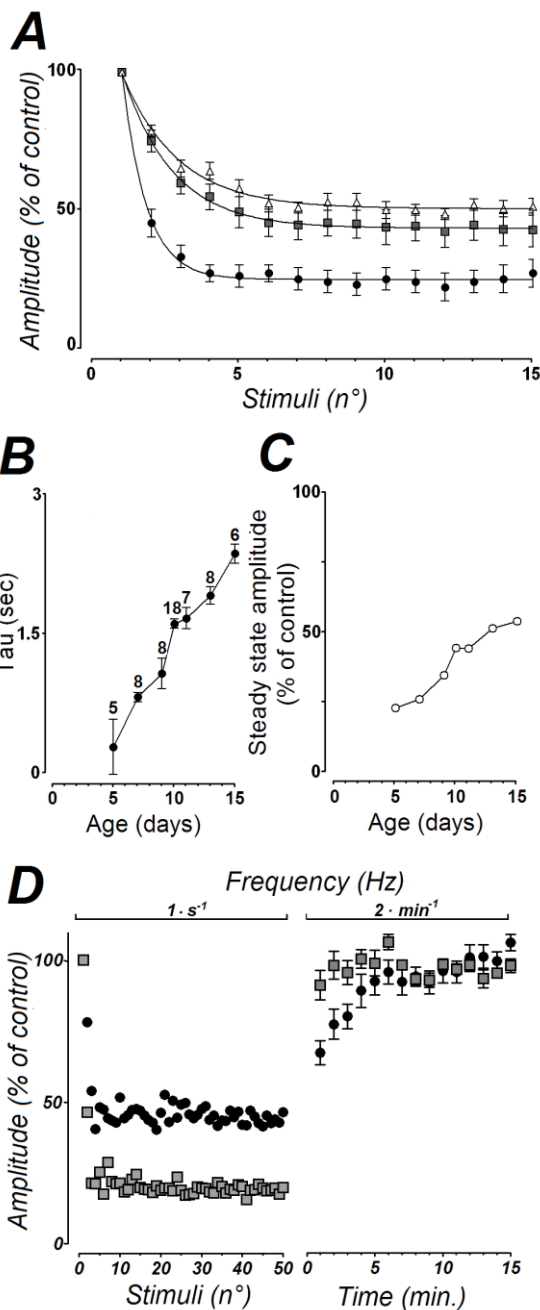 A
Amplitude (% of control)
100
50
0
0 5 10 15
Stimuli (n°)
B
Tau (sec)
3
1.5
0
5
8
8
18
7
8
6
0 5 10 15
Age (days)
C
Steady state amplitude
(% of control)
100
50
0
0 5 10 15
Age (days)
D
Frequency (Hz)
1 · s⁻¹
2 · min⁻¹
Amplitude (% of control)
100
50
0
0 10 20 30 40 50
Stimuli (n°)
0 5 10 15
Time (min.)